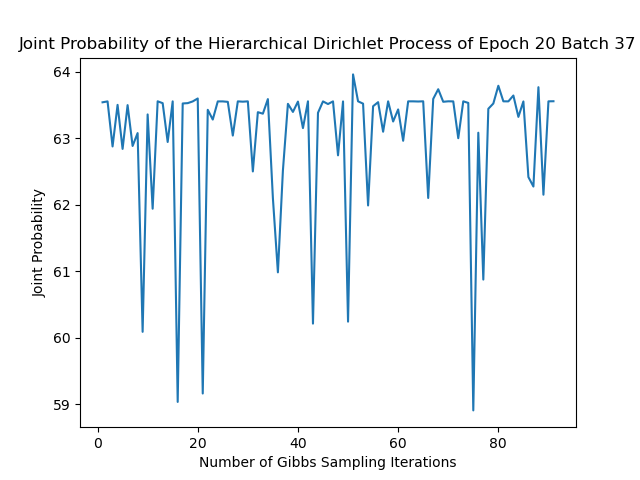 Joint Probability of the Hierarchical Dirichlet Process of Epoch 20 Batch 37
64
63
62
61
60
59
Joint Probability
0 20 40 60 80
Number of Gibbs Sampling Iterations